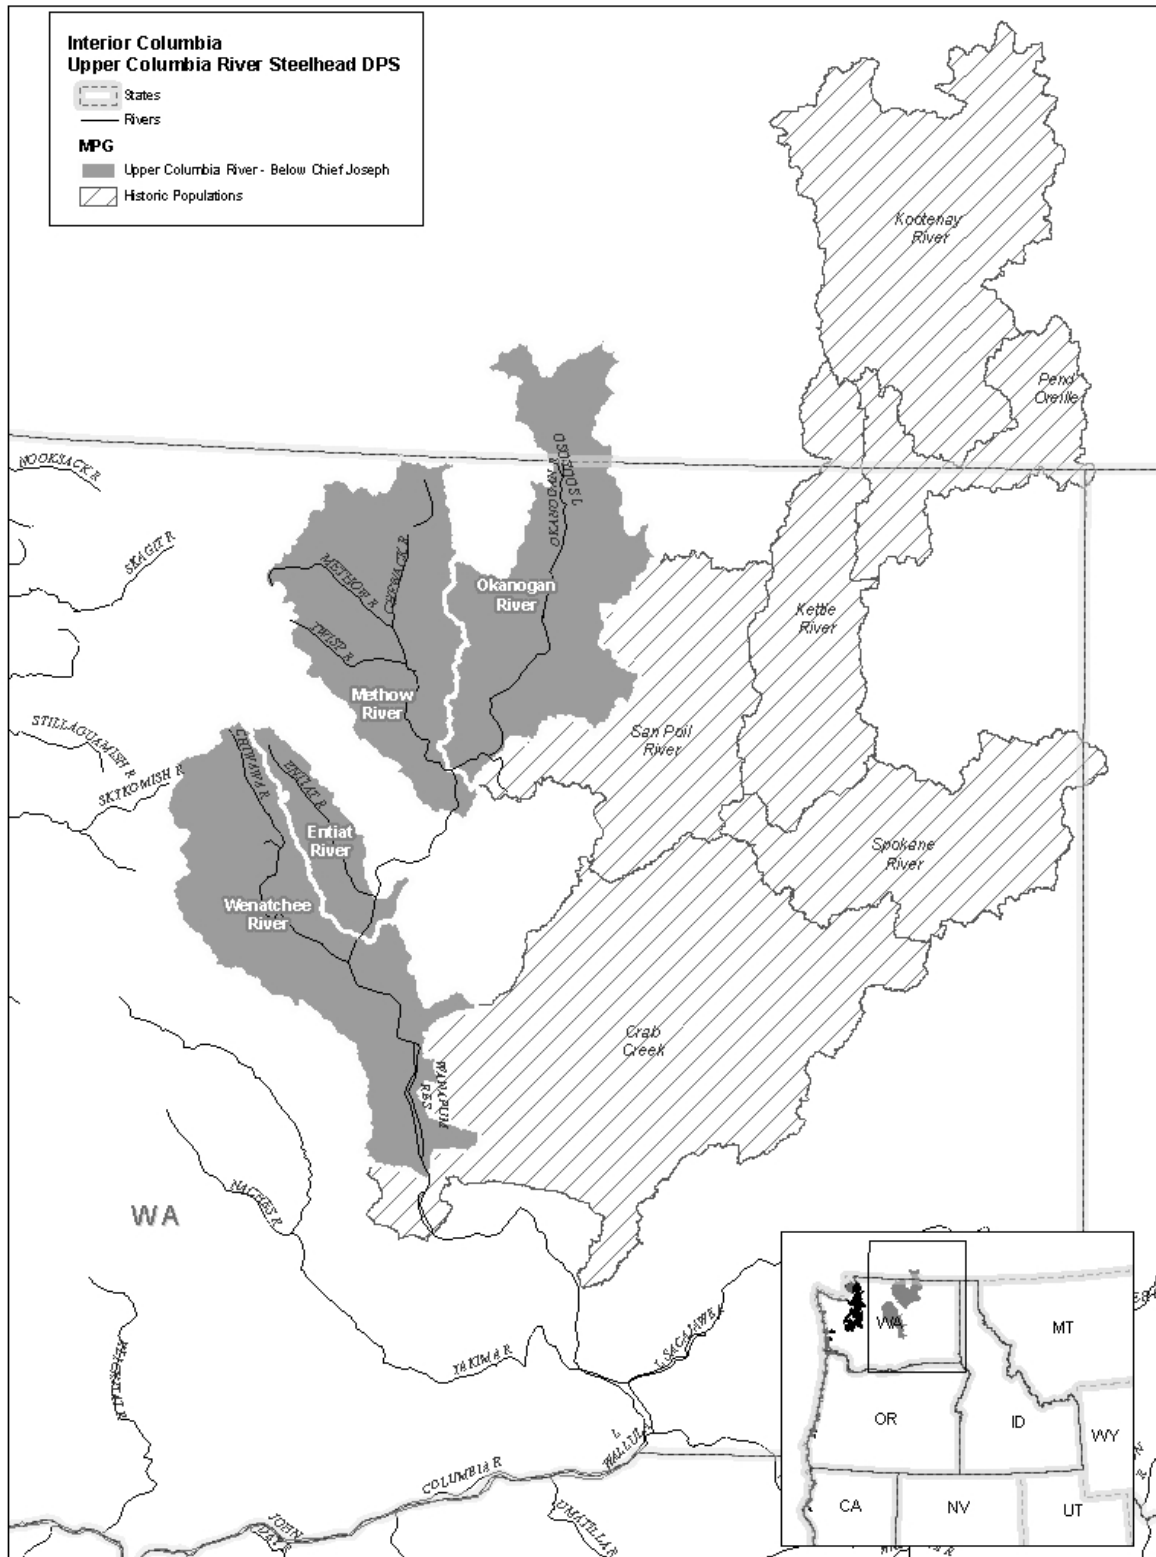 Interior Columbia
Upper Columbia River Steelhead DPS
States
Rivers
MPG
Upper Columbia River - Below Chief Joseph
Historic Populations
Kootenay
River
Pend
Oreille
NOOKSACK R
OKANOGAN R
OSOYOOS L
SKAGIT R
METHOW R
CHEWACK R
Okanogan
River
TWISP R
Kettle
River
Methow
River
San Poil
River
STILLAGUAMISH R
SKYKOMISH R
CHIWAWA R
ENTIAT R
Entiat
River
Spokane
River
Wenatchee
River
Crab
Creek
WANAPUM
RES
NACHES R
WA
L SACAJAWEA
YAKIMA R
KLICKITAT R
L
WALLULA
COLUMBIA R
UMATILLA R
JOHN
DAY R
WA
MT
OR
ID
WY
CA
NV
UT